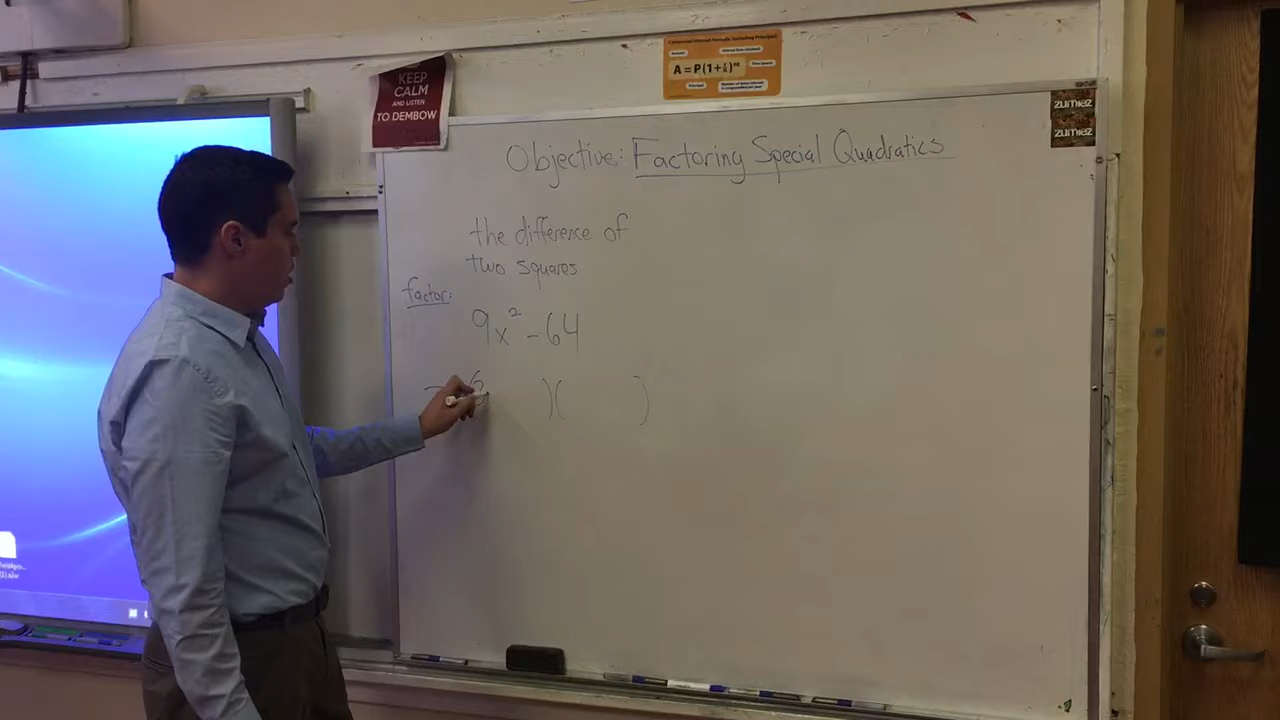 KEEP
CALM
AND LISTEN
TO DEMBOW
A = P(1 +
zumiez
zumiez
Objective: Factoring Special Quadratics
the difference of
two squares
factor:
9x² - 64
( 3 )( )